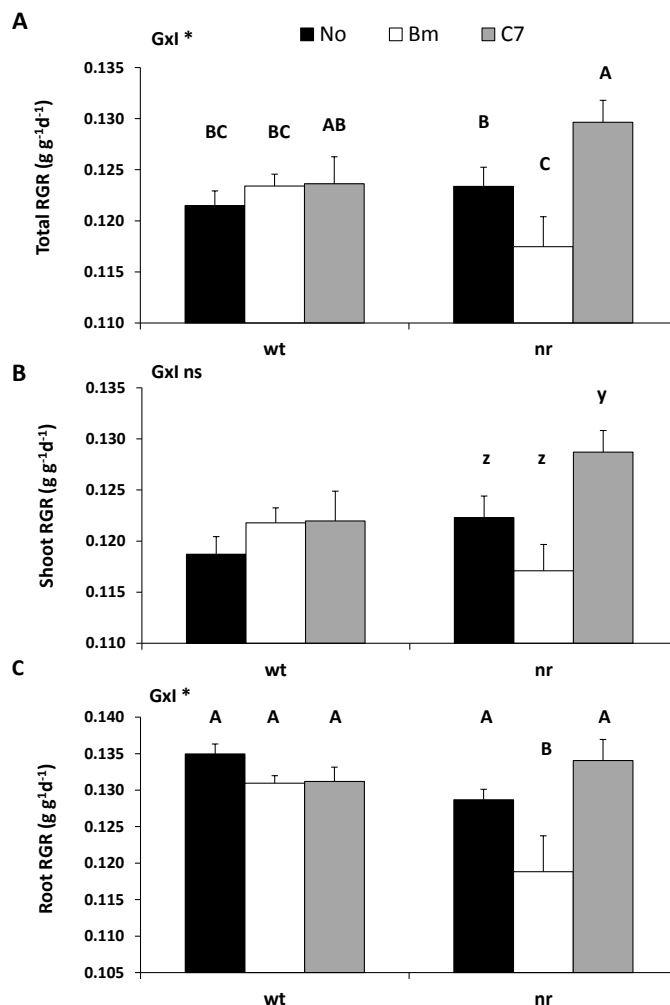 A
GxI *
No Bm C7
Total RGR (g g-1d-1)
0.135
0.130
0.125
0.120
0.115
0.110
BC BC AB B C A
wt nr
B
GxI ns
Shoot RGR (g g-1d-1)
0.135
0.130
0.125
0.120
0.115
0.110
z z y
wt nr
C
GxI *
Root RGR (g g1d-1)
0.140
0.135
0.130
0.125
0.120
0.115
0.110
0.105
A A A A B A
wt nr